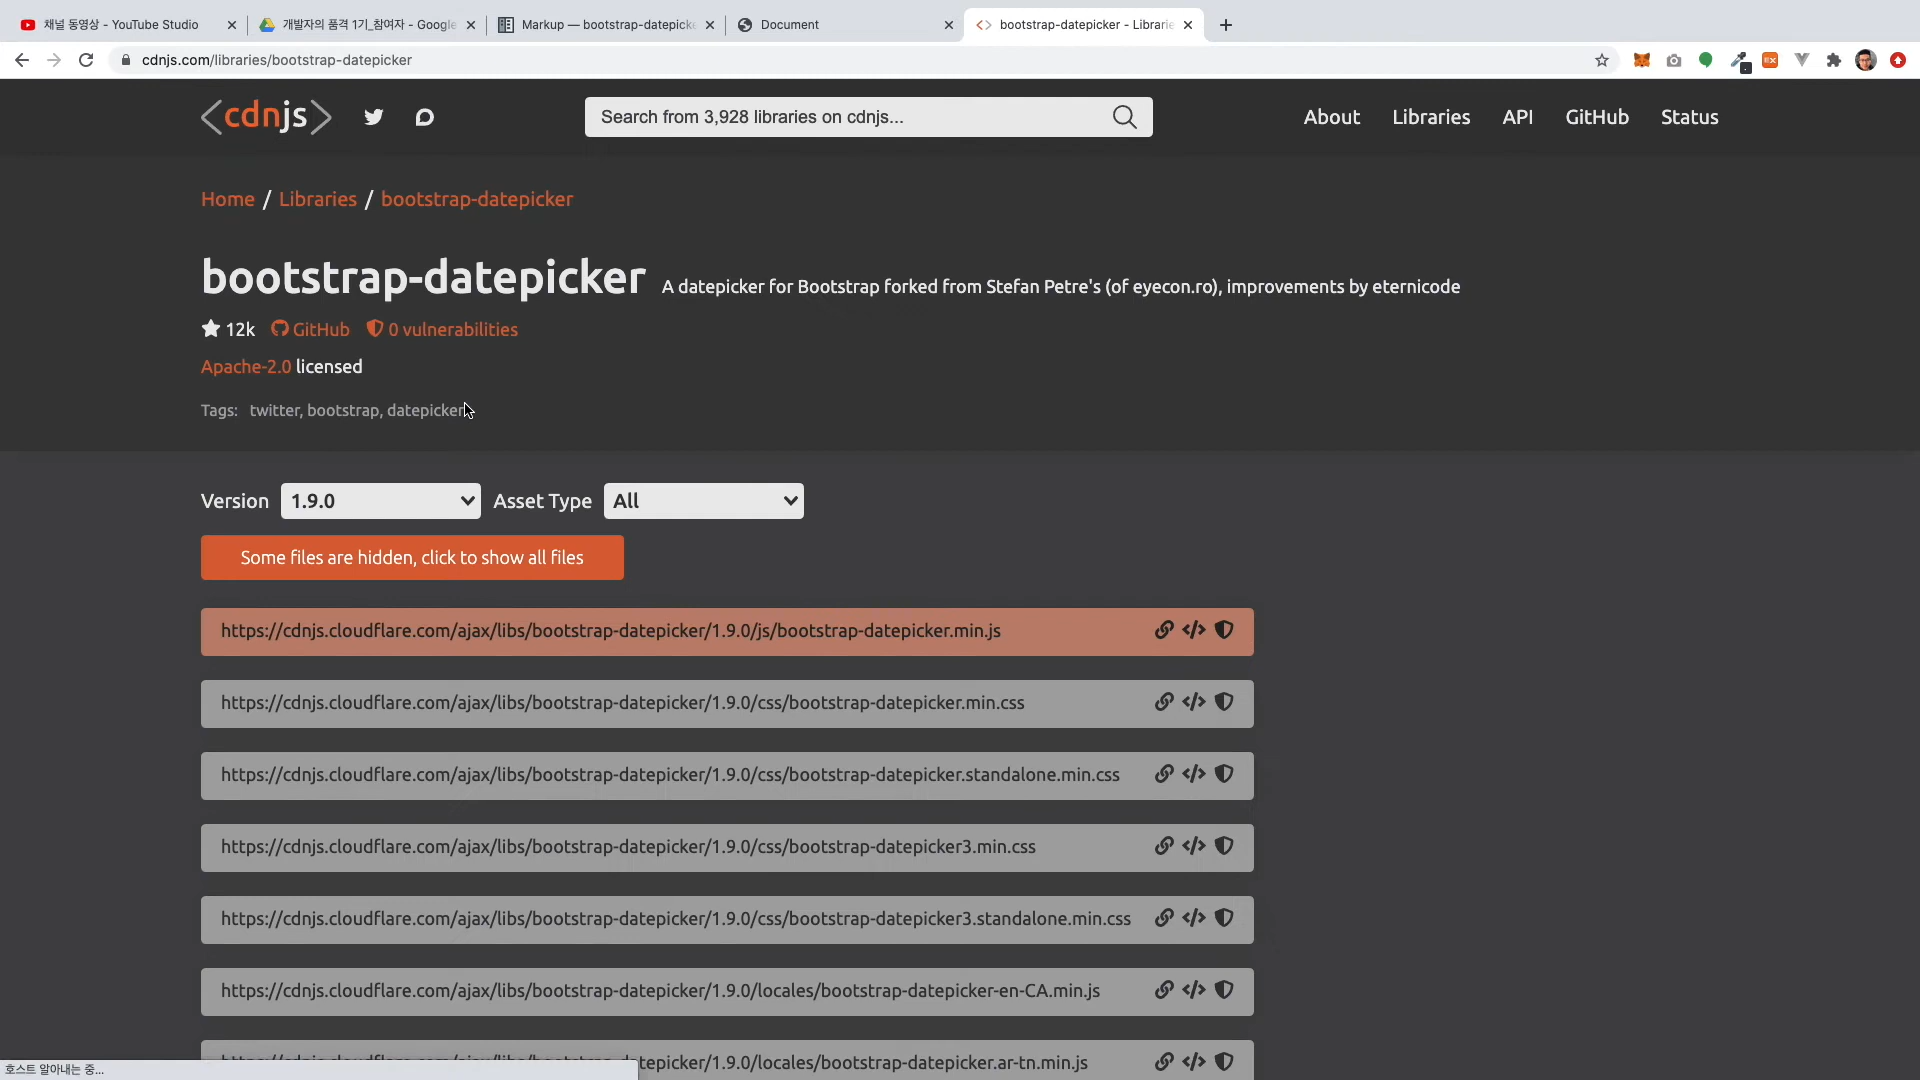 채널 동영상 - YouTube Studio
개발자의 품격 1기_참여자 - Google
Markup — bootstrap-datepicke
Document
bootstrap-datepicker - Librarie
cdnjs.com/libraries/bootstrap-datepicker
<cdnjs>
Search from 3,928 libraries on cdnjs...
About Libraries API GitHub Status
Home / Libraries / bootstrap-datepicker
bootstrap-datepicker A datepicker for Bootstrap forked from Stefan Petre's (of eyecon.ro), improvements by eternicode
12k GitHub 0 vulnerabilities
Apache-2.0 licensed
Tags: twitter, bootstrap, datepicker
Version 1.9.0 Asset Type All
Some files are hidden, click to show all files
https://cdnjs.cloudflare.com/ajax/libs/bootstrap-datepicker/1.9.0/js/bootstrap-datepicker.min.js
https://cdnjs.cloudflare.com/ajax/libs/bootstrap-datepicker/1.9.0/css/bootstrap-datepicker.min.css
https://cdnjs.cloudflare.com/ajax/libs/bootstrap-datepicker/1.9.0/css/bootstrap-datepicker.standalone.min.css
https://cdnjs.cloudflare.com/ajax/libs/bootstrap-datepicker/1.9.0/css/bootstrap-datepicker3.min.css
https://cdnjs.cloudflare.com/ajax/libs/bootstrap-datepicker/1.9.0/css/bootstrap-datepicker3.standalone.min.css
https://cdnjs.cloudflare.com/ajax/libs/bootstrap-datepicker/1.9.0/locales/bootstrap-datepicker-en-CA.min.js
https://cdnjs.cloudflare.com/ajax/libs/bootstrap-datepicker/1.9.0/locales/bootstrap-datepicker.ar-tn.min.js
호스트 알아내는 중...